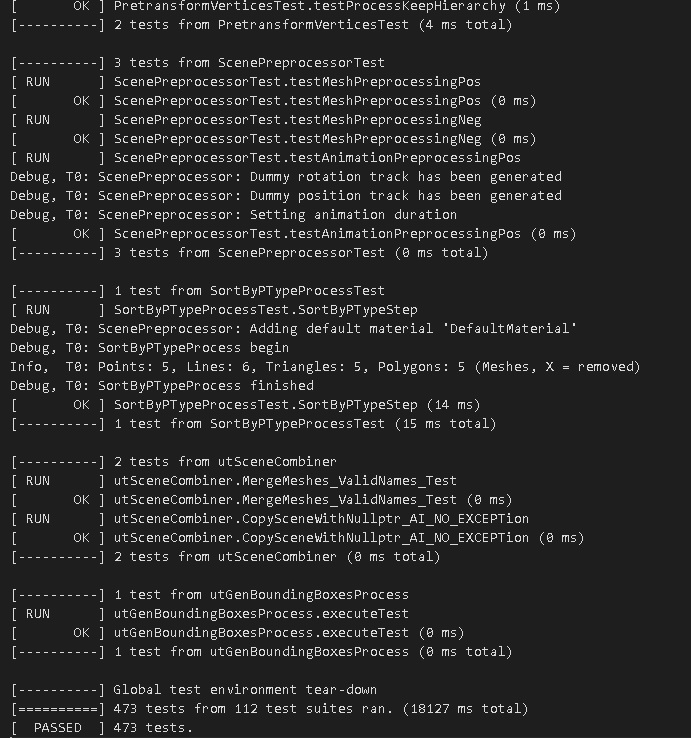 [       OK ] PretransformVerticesTest.testProcessKeepHierarchy (1 ms)
[----------] 2 tests from PretransformVerticesTest (4 ms total)

[----------] 3 tests from ScenePreprocessorTest
[ RUN      ] ScenePreprocessorTest.testMeshPreprocessingPos
[       OK ] ScenePreprocessorTest.testMeshPreprocessingPos (0 ms)
[ RUN      ] ScenePreprocessorTest.testMeshPreprocessingNeg
[       OK ] ScenePreprocessorTest.testMeshPreprocessingNeg (0 ms)
[ RUN      ] ScenePreprocessorTest.testAnimationPreprocessingPos
Debug, T0: ScenePreprocessor: Dummy rotation track has been generated
Debug, T0: ScenePreprocessor: Dummy position track has been generated
Debug, T0: ScenePreprocessor: Setting animation duration
[       OK ] ScenePreprocessorTest.testAnimationPreprocessingPos (0 ms)
[----------] 3 tests from ScenePreprocessorTest (0 ms total)

[----------] 1 test from SortByPTypeProcessTest
[ RUN      ] SortByPTypeProcessTest.SortByPTypeStep
Debug, T0: ScenePreprocessor: Adding default material 'DefaultMaterial'
Debug, T0: SortByPTypeProcess begin
Info,  T0: Points: 5, Lines: 6, Triangles: 5, Polygons: 5 (Meshes, X = removed)
Debug, T0: SortByPTypeProcess finished
[       OK ] SortByPTypeProcessTest.SortByPTypeStep (14 ms)
[----------] 1 test from SortByPTypeProcessTest (15 ms total)

[----------] 2 tests from utSceneCombiner
[ RUN      ] utSceneCombiner.MergeMeshes_ValidNames_Test
[       OK ] utSceneCombiner.MergeMeshes_ValidNames_Test (0 ms)
[ RUN      ] utSceneCombiner.CopySceneWithNullptr_AI_NO_EXCEPTion
[       OK ] utSceneCombiner.CopySceneWithNullptr_AI_NO_EXCEPTion (0 ms)
[----------] 2 tests from utSceneCombiner (0 ms total)

[----------] 1 test from utGenBoundingBoxesProcess
[ RUN      ] utGenBoundingBoxesProcess.executeTest
[       OK ] utGenBoundingBoxesProcess.executeTest (0 ms)
[----------] 1 test from utGenBoundingBoxesProcess (0 ms total)

[----------] Global test environment tear-down
[==========] 473 tests from 112 test suites ran. (18127 ms total)
[  PASSED  ] 473 tests.